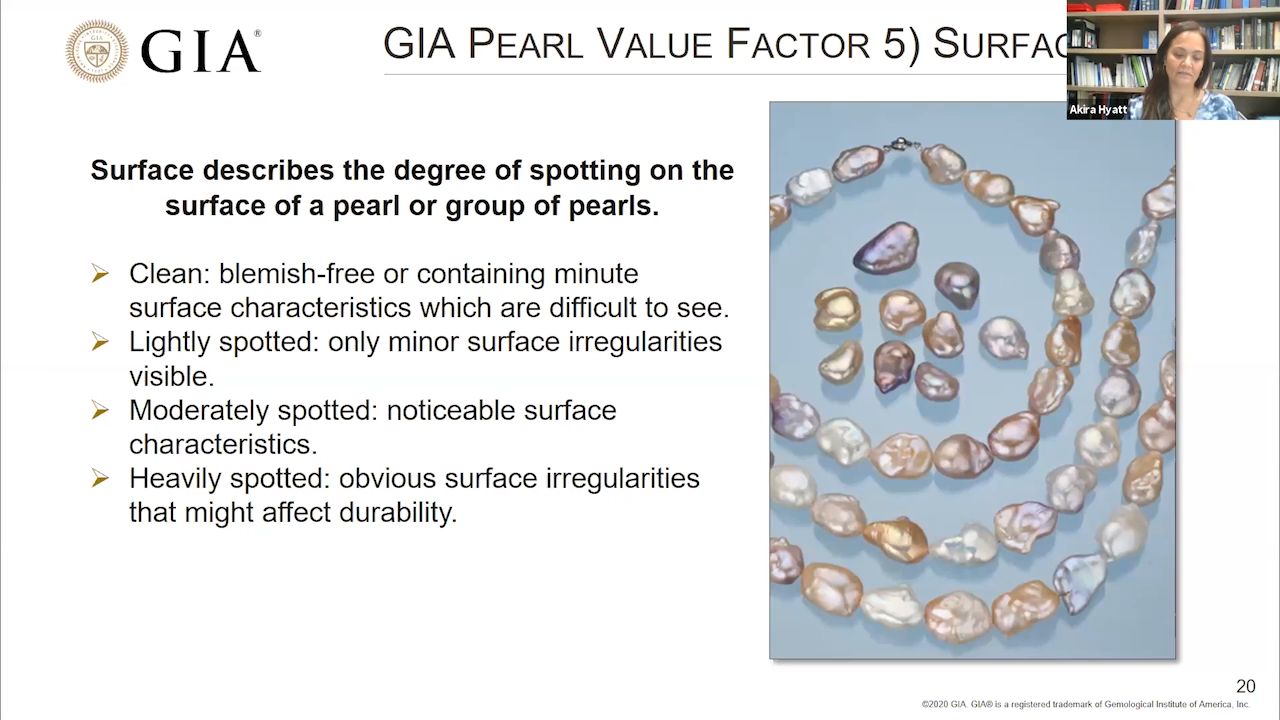 GIA®
GIA PEARL VALUE FACTOR 5) SURFAC
Akira Hyatt
Surface describes the degree of spotting on the
surface of a pearl or group of pearls.
➢ Clean: blemish-free or containing minute
surface characteristics which are difficult to see.
➢ Lightly spotted: only minor surface irregularities
visible.
➢ Moderately spotted: noticeable surface
characteristics.
➢ Heavily spotted: obvious surface irregularities
that might affect durability.
20
©2020 GIA. GIA® is a registered trademark of Gemological Institute of America, Inc.